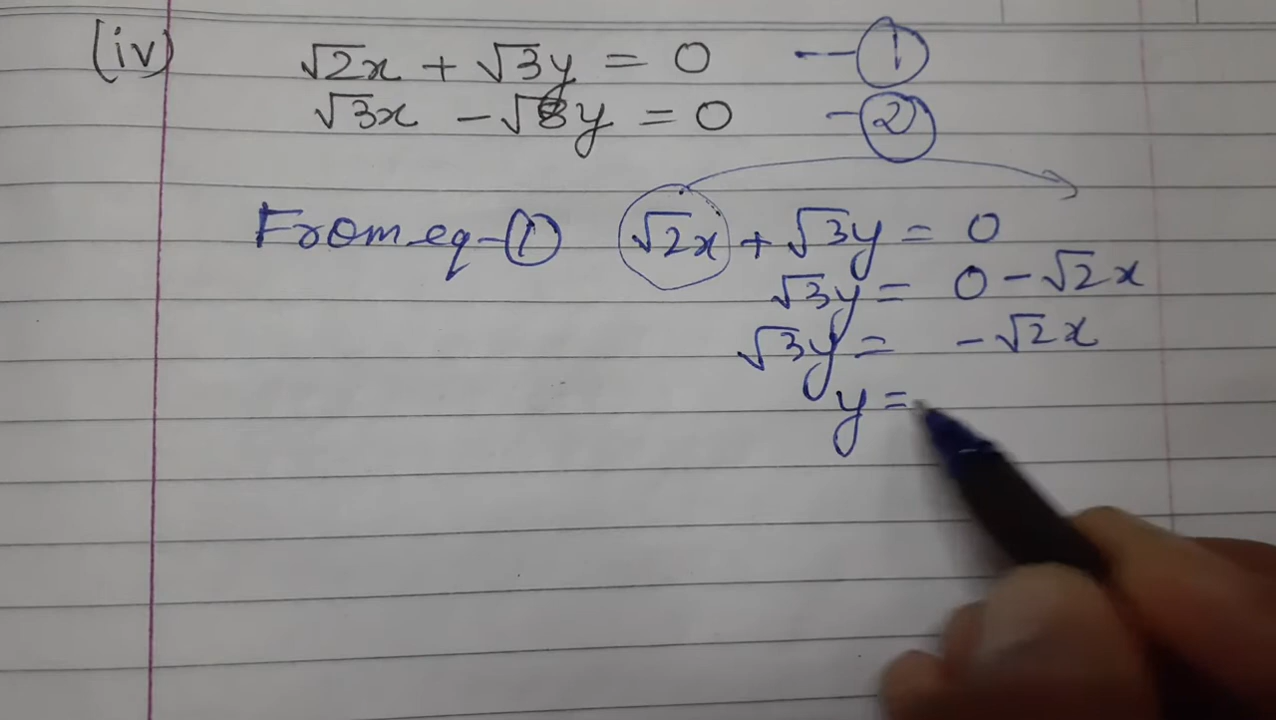 (iv) √2x + √3y = 0 — ①
√3x - √8y = 0 - ②
From eq-① √2x + √3y = 0
√3y = 0 - √2x
√3y = - √2x
y =